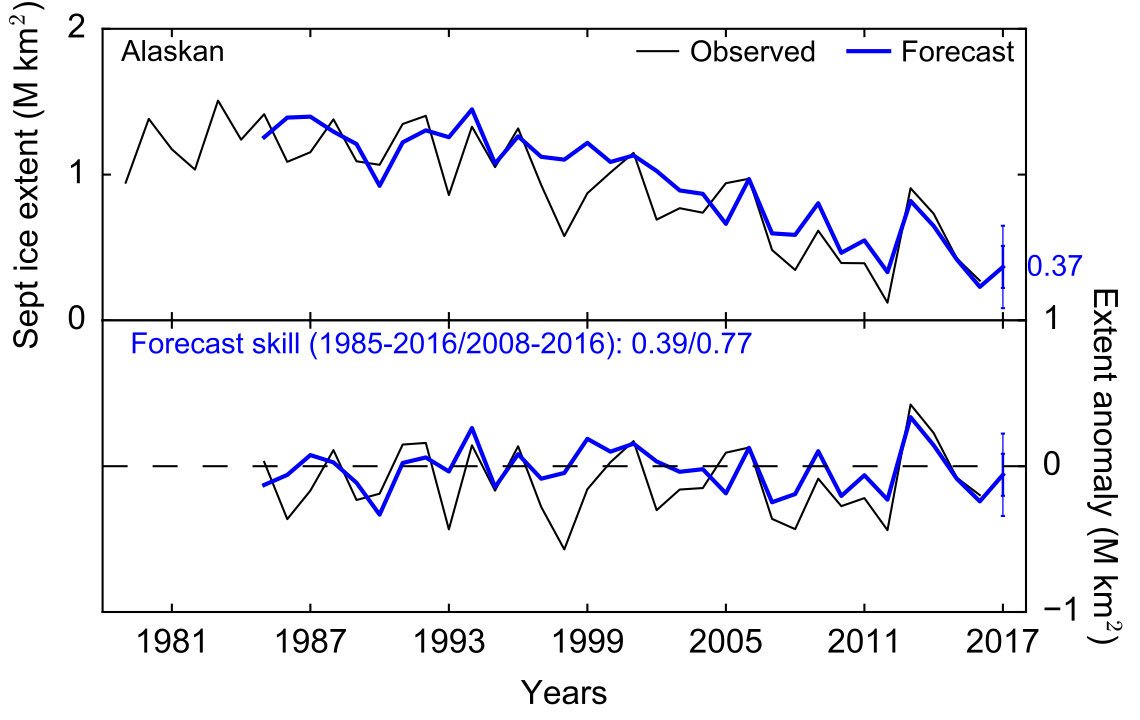 2
Alaskan
Observed
Forecast
Sept ice extent (M km²)
1
0.37
0
1
Forecast skill (1985-2016/2008-2016): 0.39/0.77
Extent anomaly (M km²)
0
−1
1981 1987 1993 1999 2005 2011 2017
Years